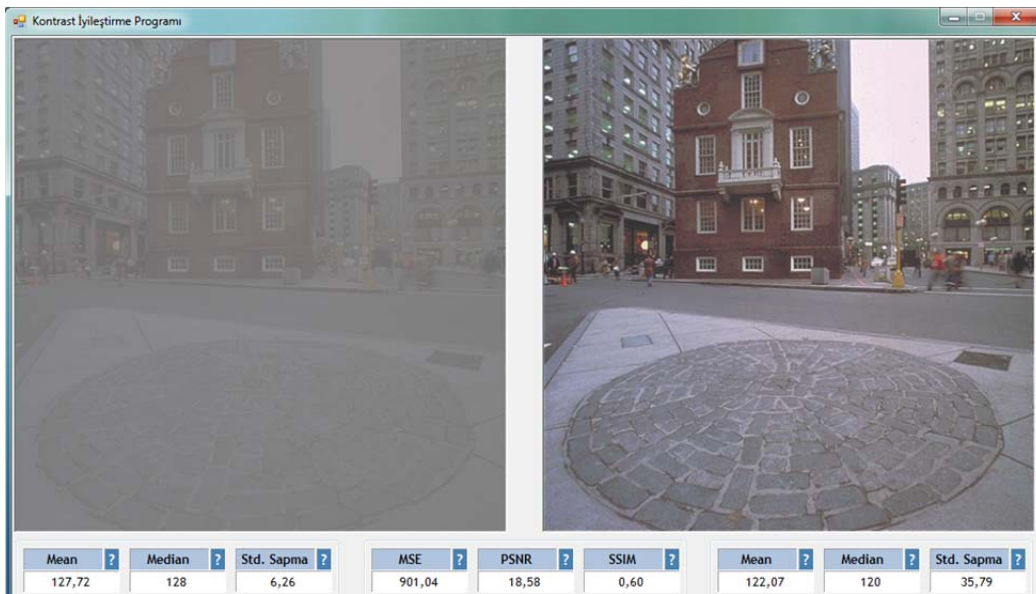 Kontrast İyileştirme Programı
Mean ? Median ? Std. Sapma ? MSE ? PSNR ? SSIM ? Mean ? Median ? Std. Sapma ?
127,72 128 6,26 901,04 18,58 0,60 122,07 120 35,79